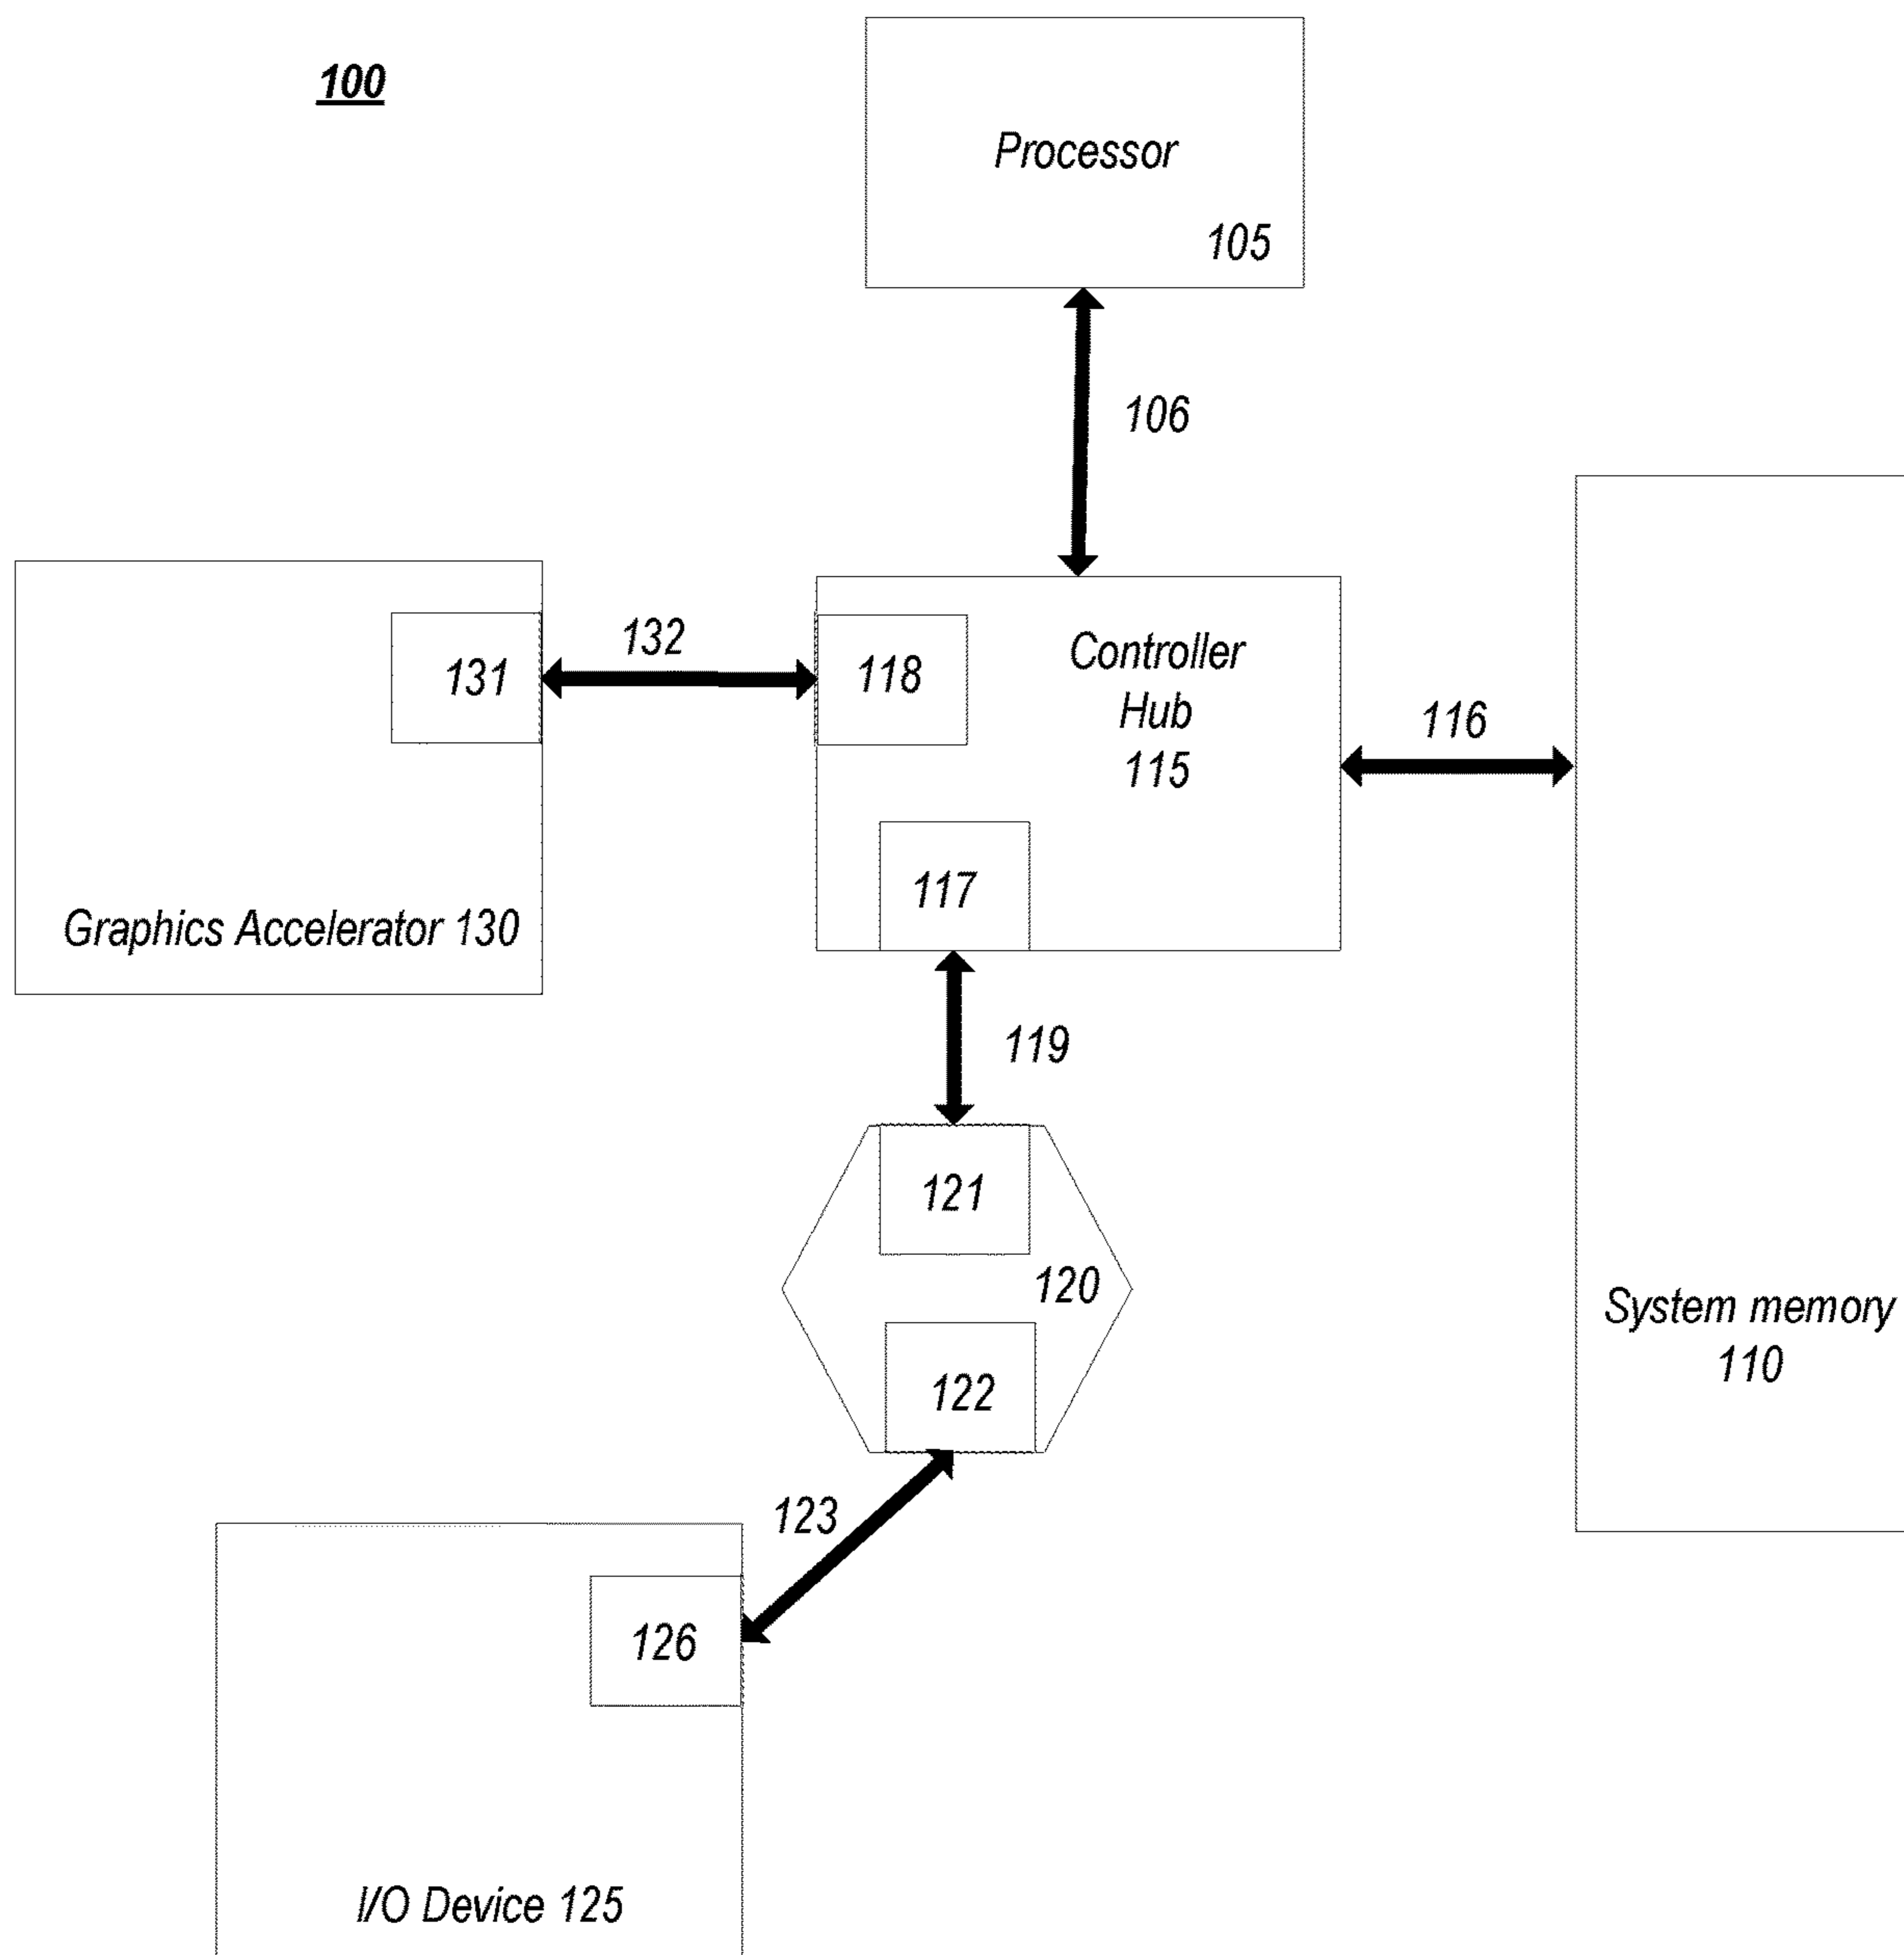 100
Processor
105
106
132
131
118
Controller
Hub
115
116
117
Graphics Accelerator 130
119
121
120
System memory
110
122
123
126
I/O Device 125